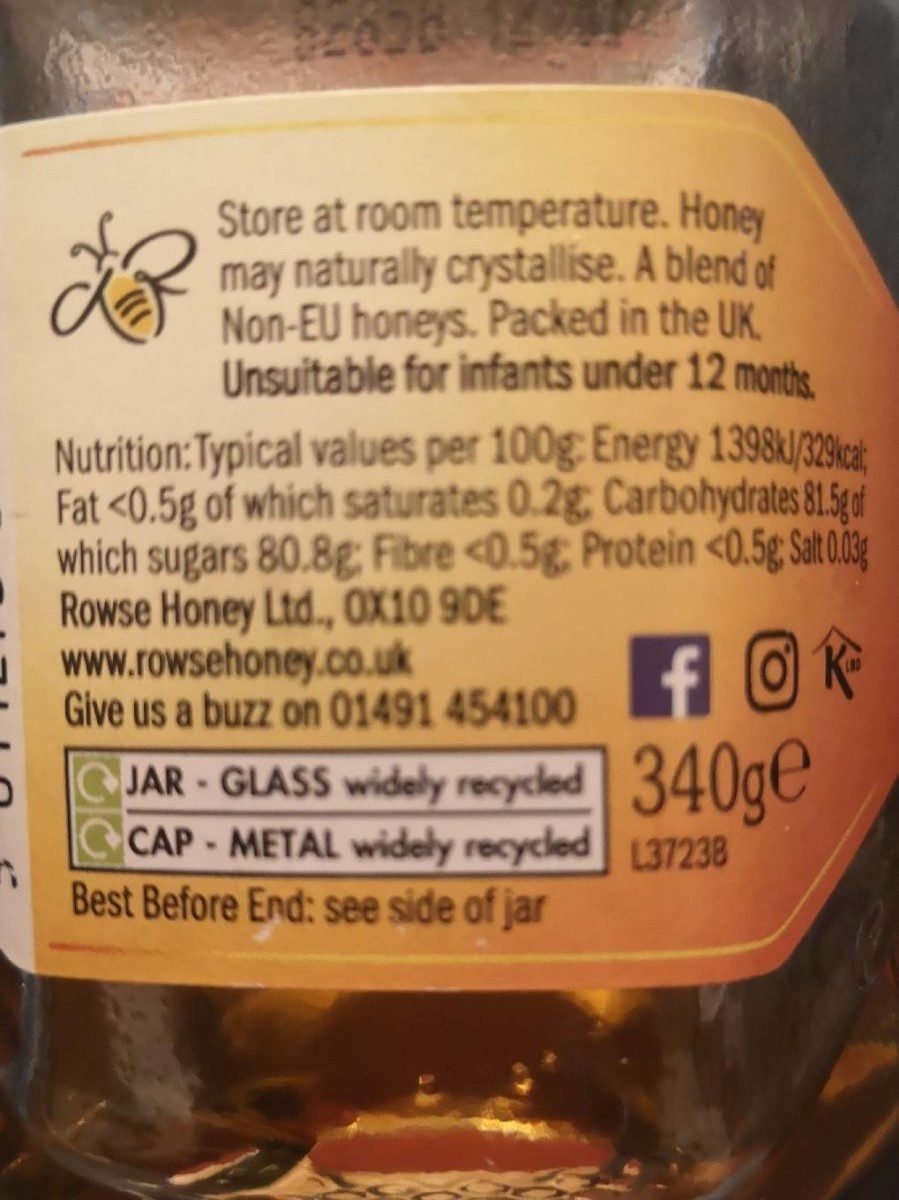 Store at room temperature. Honey
may naturally crystallise. A blend of
Non-EU honeys. Packed in the UK.
Unsuitable for infants under 12 months.
Nutrition: Typical values per 100g: Energy 1398kJ/329kcal;
Fat <0.5g of which saturates 0.2g; Carbohydrates 81.5g of
which sugars 80.8g; Fibre <0.5g; Protein <0.5g; Salt 0.03g
Rowse Honey Ltd., OX10 9DE
www.rowsehoney.co.uk
Give us a buzz on 01491 454100
f
K LBD
JAR - GLASS widely recycled
CAP - METAL widely recycled
340g e
L37238
Best Before End: see side of jar